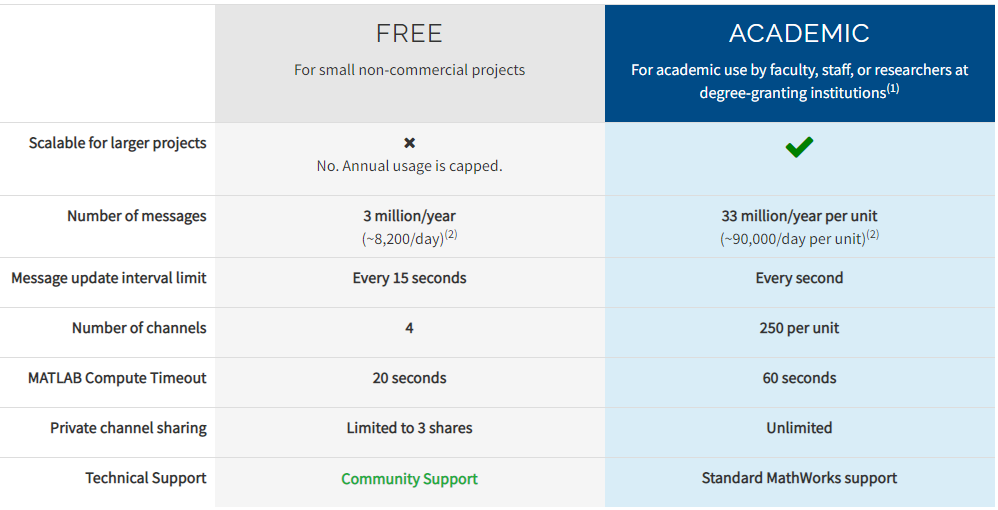 FREE
For small non-commercial projects
ACADEMIC
For academic use by faculty, staff, or researchers at
degree-granting institutions(1)
Scalable for larger projects
No. Annual usage is capped.
Number of messages
3 million/year
(~8,200/day)(2)
33 million/year per unit
(~90,000/day per unit)(2)
Message update interval limit
Every 15 seconds
Every second
Number of channels
4
250 per unit
MATLAB Compute Timeout
20 seconds
60 seconds
Private channel sharing
Limited to 3 shares
Unlimited
Technical Support
Community Support
Standard MathWorks support